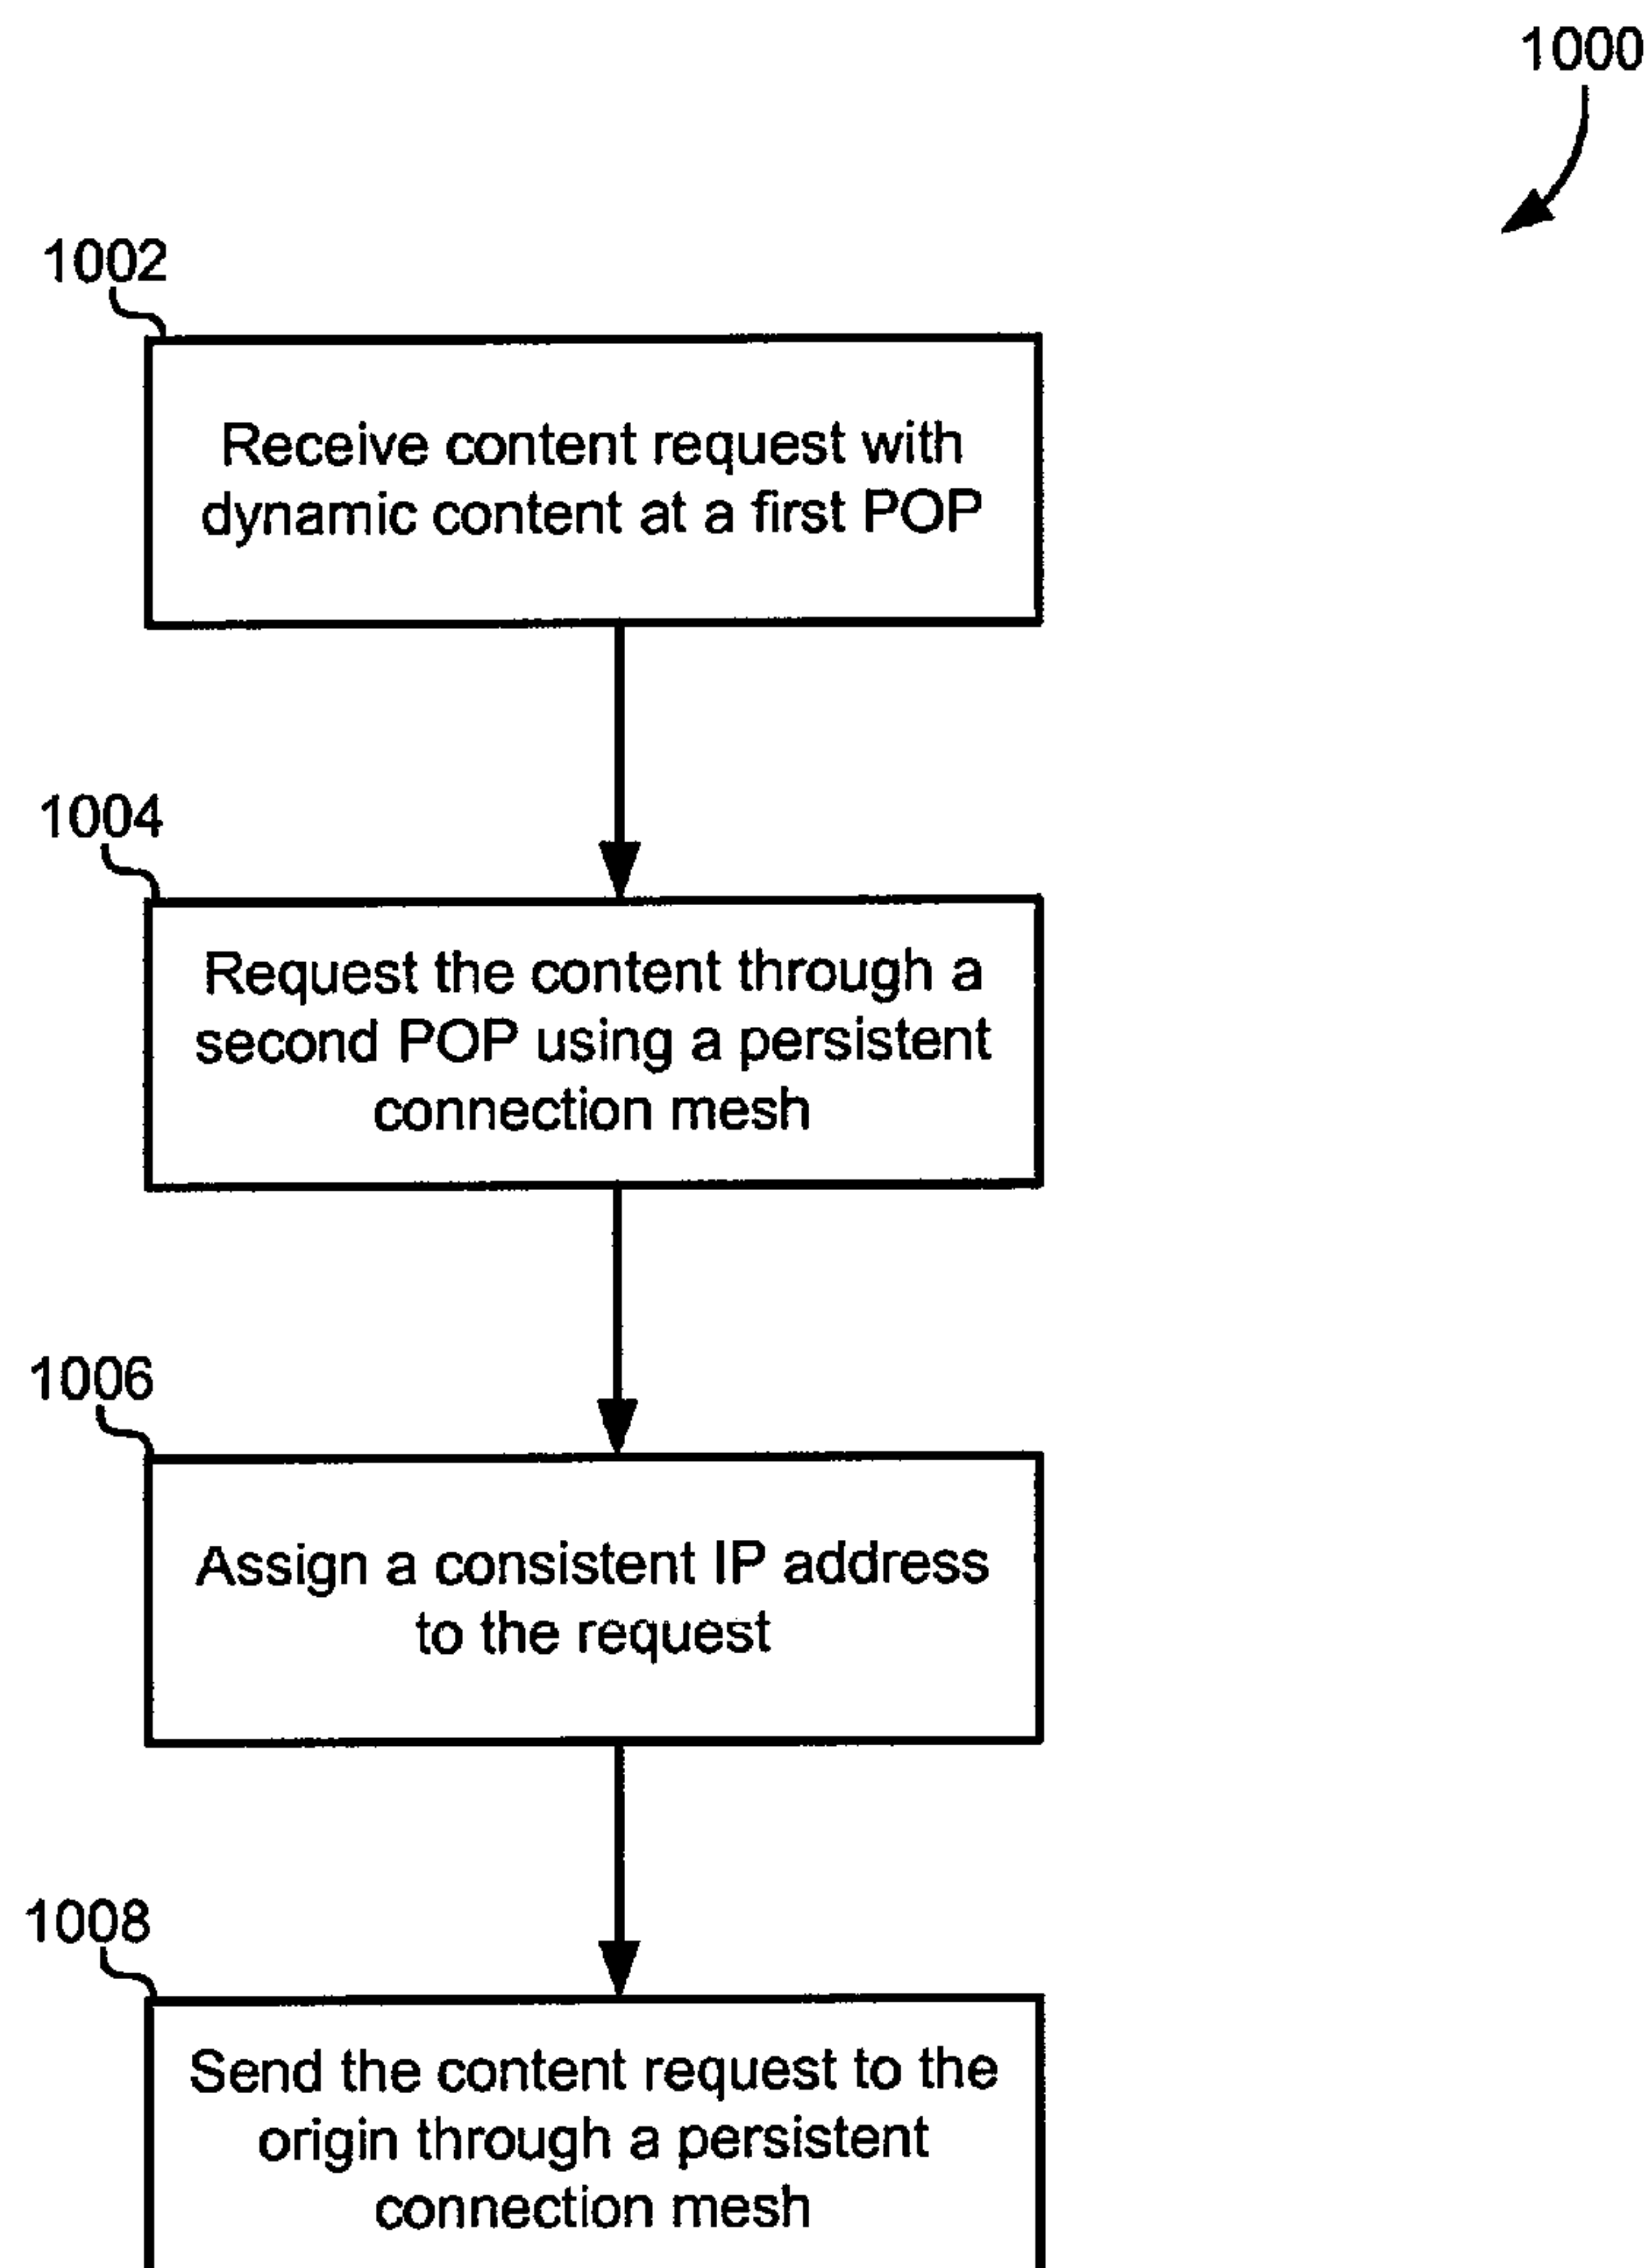 1000
1002
Receive content request with
dynamic content at a first POP
1004
Request the content through a
second POP using a persistent
connection mesh
1006
Assign a consistent IP address
to the request
1008
Send the content request to the
origin through a persistent
connection mesh